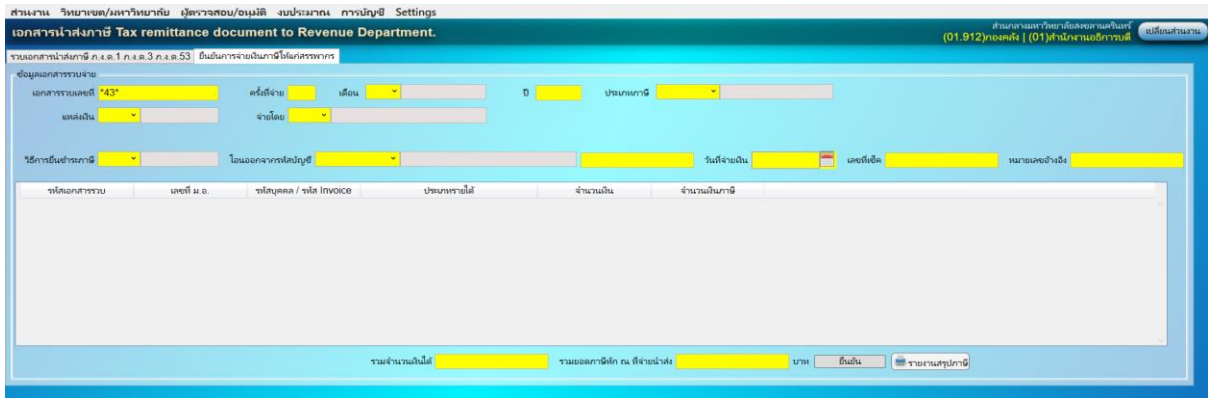 ส่วนงาน วิทยาเขต/มหาวิทยาลัย ผู้ตรวจสอบ/อนุมัติ งบประมาณ การบัญชี Settings
เอกสารนำส่งภาษี Tax remittance document to Revenue Department.
ส่วนกลางมหาวิทยาลัยสงขลานครินทร์
(01.912)กองคลัง | (01)สำนักงานอธิการบดี
เปลี่ยนส่วนงาน
รวบเอกสารนำส่งภาษี ภ.ง.ด.1 ภ.ง.ด.3 ภ.ง.ด.53 ยืนยันการจ่ายเงินภาษีให้แก่สรรพากร
ข้อมูลเอกสารรวบจ่าย
เอกสารรวบเลขที่ *43* ครั้งที่จ่าย เดือน ปี ประเภทภาษี
แหล่งเงิน จ่ายโดย
วิธีการยื่นชำระภาษี โอนออกจากรหัสบัญชี วันที่จ่ายเงิน เลขที่เช็ค หมายเลขอ้างอิง
รหัสเอกสารรวบ เลขที่ ม.อ. รหัสบุคคล / รหัส Invoice ประเภทรายได้ จำนวนเงิน จำนวนเงินภาษี
รวมจำนวนเงินได้ รวมยอดภาษีหัก ณ ที่จ่ายนำส่ง บาท ยืนยัน รายงานสรุปภาษี